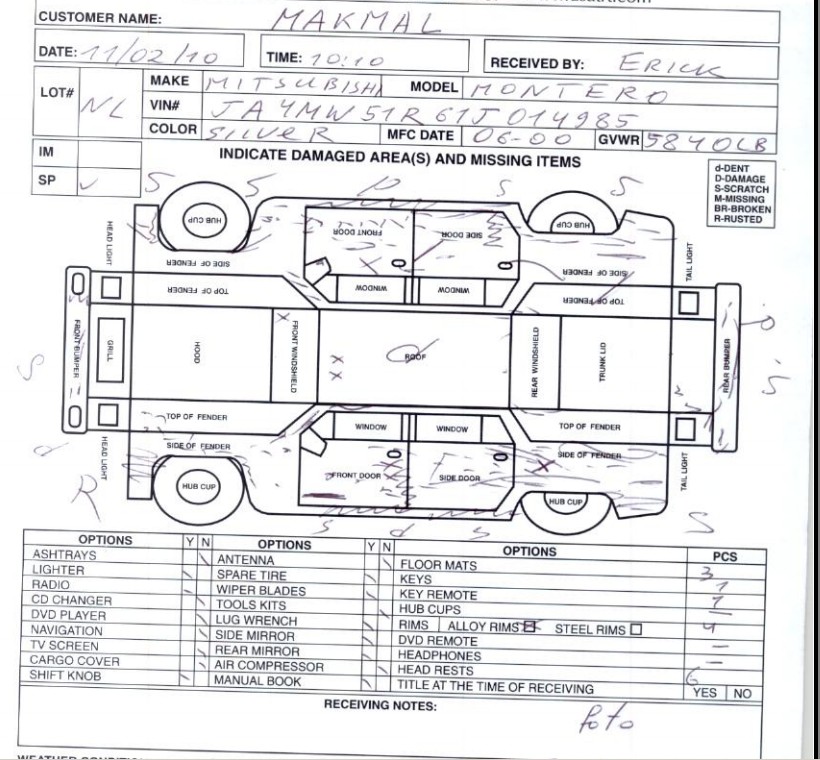 CUSTOMER NAME: MAKMAL
DATE: 11/02/10 TIME: 10:10 RECEIVED BY: ERICK
LOT# NL MAKE MITSUBISHI MODEL MONTERO
VIN# JA4MW51R61J014985
COLOR SILVER MFC DATE 06-00 GVWR 5840LB
IM INDICATE DAMAGED AREA(S) AND MISSING ITEMS
SP ✓
d-DENT
D-DAMAGE
S-SCRATCH
M-MISSING
BR-BROKEN
R-RUSTED
S S P S S
HUB CUP HUB CUP
HEAD LIGHT FRONT DOOR SIDE DOOR TAIL LIGHT
SIDE OF FENDER SIDE OF FENDER
TOP OF FENDER WINDOW WINDOW TOP OF FENDER
FRONT BUMPER GRILL HOOD FRONT WINDSHIELD ROOF REAR WINDSHIELD TRUNK LID REAR BUMPER
S d S
TOP OF FENDER WINDOW WINDOW TOP OF FENDER
SIDE OF FENDER SIDE OF FENDER
d HEAD LIGHT FRONT DOOR SIDE DOOR TAIL LIGHT
R HUB CUP HUB CUP
S d S S
OPTIONS Y N OPTIONS Y N OPTIONS PCS
ASHTRAYS ANTENNA FLOOR MATS 3
LIGHTER SPARE TIRE KEYS 1
RADIO WIPER BLADES KEY REMOTE 1
CD CHANGER TOOLS KITS HUB CUPS —
DVD PLAYER LUG WRENCH RIMS ALLOY RIMS STEEL RIMS 4
NAVIGATION SIDE MIRROR DVD REMOTE —
TV SCREEN REAR MIRROR HEADPHONES —
CARGO COVER AIR COMPRESSOR HEAD RESTS 6
SHIFT KNOB MANUAL BOOK TITLE AT THE TIME OF RECEIVING YES NO
RECEIVING NOTES:
foto